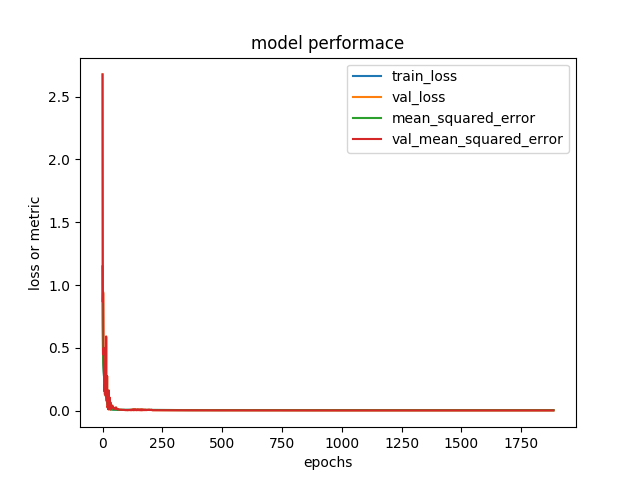 model performace
train_loss
val_loss
mean_squared_error
val_mean_squared_error
loss or metric
2.5
2.0
1.5
1.0
0.5
0.0
0 250 500 750 1000 1250 1500 1750
epochs